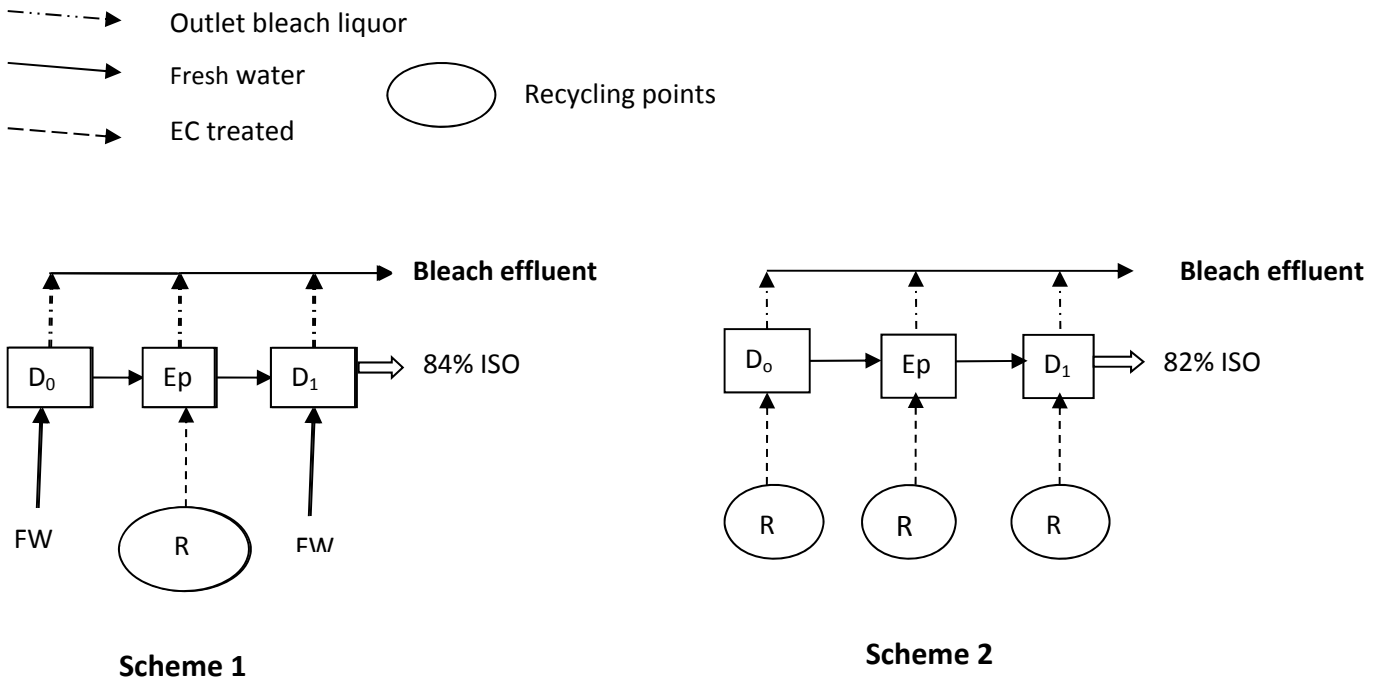 Outlet bleach liquor
Fresh water
Recycling points
EC treated
Bleach effluent
D0
Ep
D1
84% ISO
FW
R
Scheme 1
Bleach effluent
Do
Ep
D1
82% ISO
R
R
R
Scheme 2